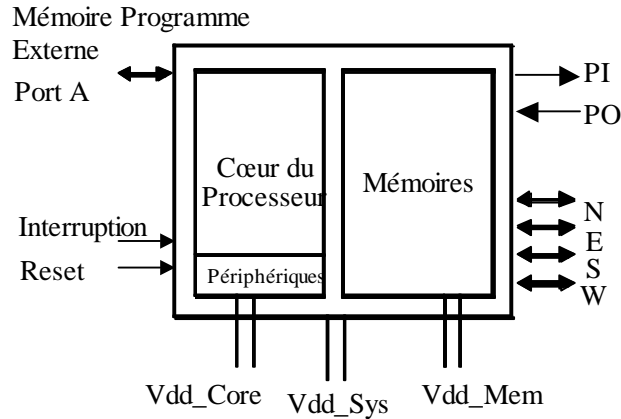 Mémoire Programme
Externe
Port A
PI
PO
Cœur du
Processeur
Mémoires
Interruption
Reset
Périphériques
N
E
S
W
Vdd_Core
Vdd_Sys
Vdd_Mem